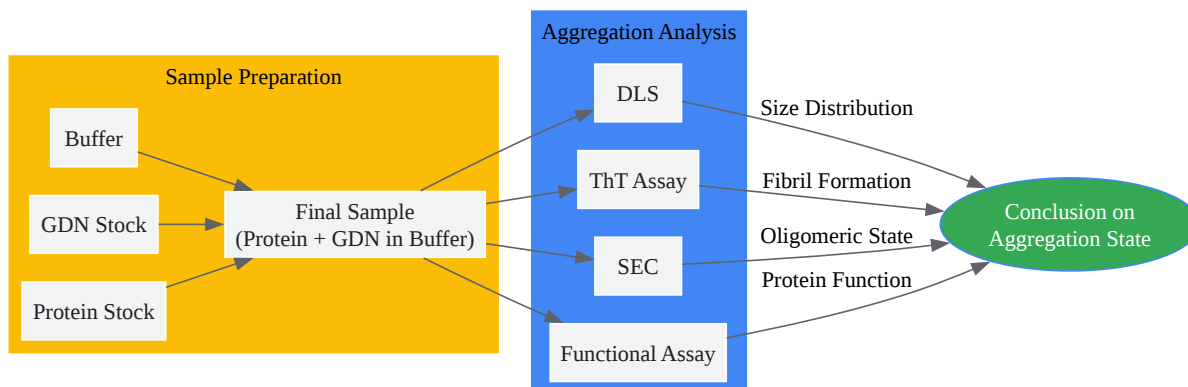 Sample Preparation
Buffer
GDN Stock
Protein Stock
Final Sample
(Protein + GDN in Buffer)
Aggregation Analysis
DLS
ThT Assay
SEC
Functional Assay
Size Distribution
Fibril Formation
Oligomeric State
Protein Function
Conclusion on
Aggregation State